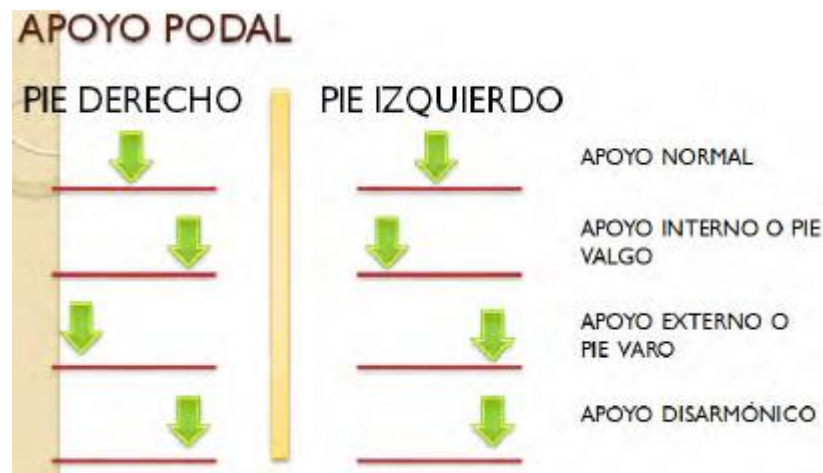 APOYO PODAL
PIE DERECHO
PIE IZQUIERDO
APOYO NORMAL
APOYO INTERNO O PIE
VALGO
APOYO EXTERNO O
PIE VARO
APOYO DISARMÓNICO